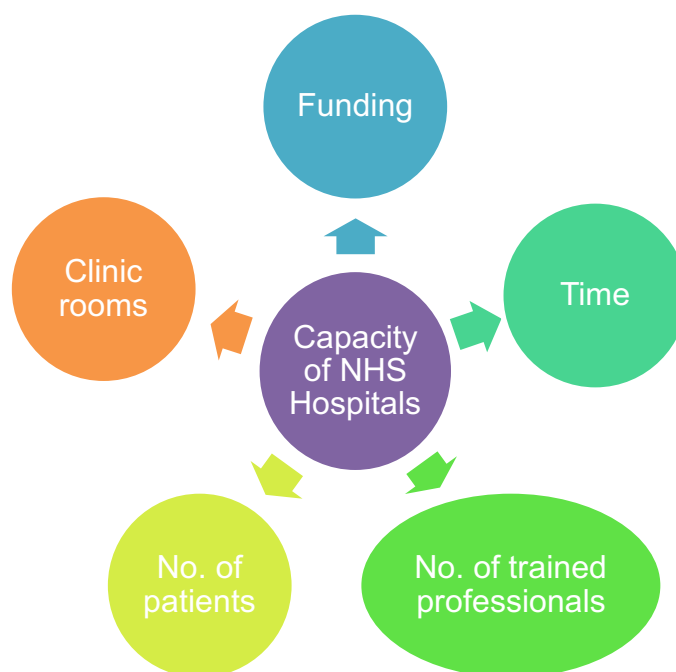 Funding
Clinic
rooms
Time
Capacity
of NHS
Hospitals
No. of
patients
No. of trained
professionals